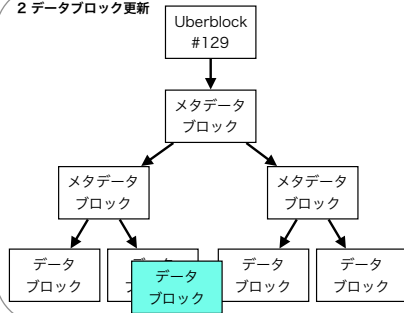 2 データブロック更新
Uberblock
#129
メタデータ
ブロック
メタデータ
ブロック
メタデータ
ブロック
データ
ブロック
データ
ブロック
データ
ブロック
データ
ブロック